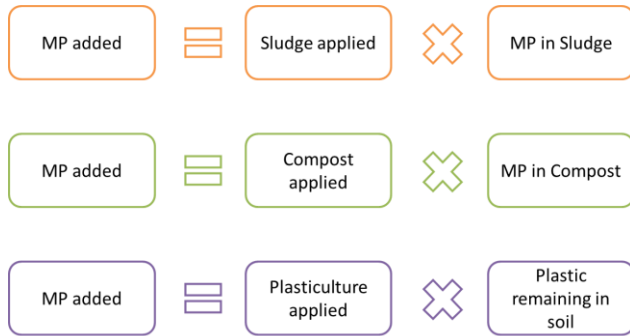 MP added
Sludge applied
MP in Sludge
MP added
Compost
applied
MP in Compost
MP added
Plasticulture
applied
Plastic
remaining in
soil